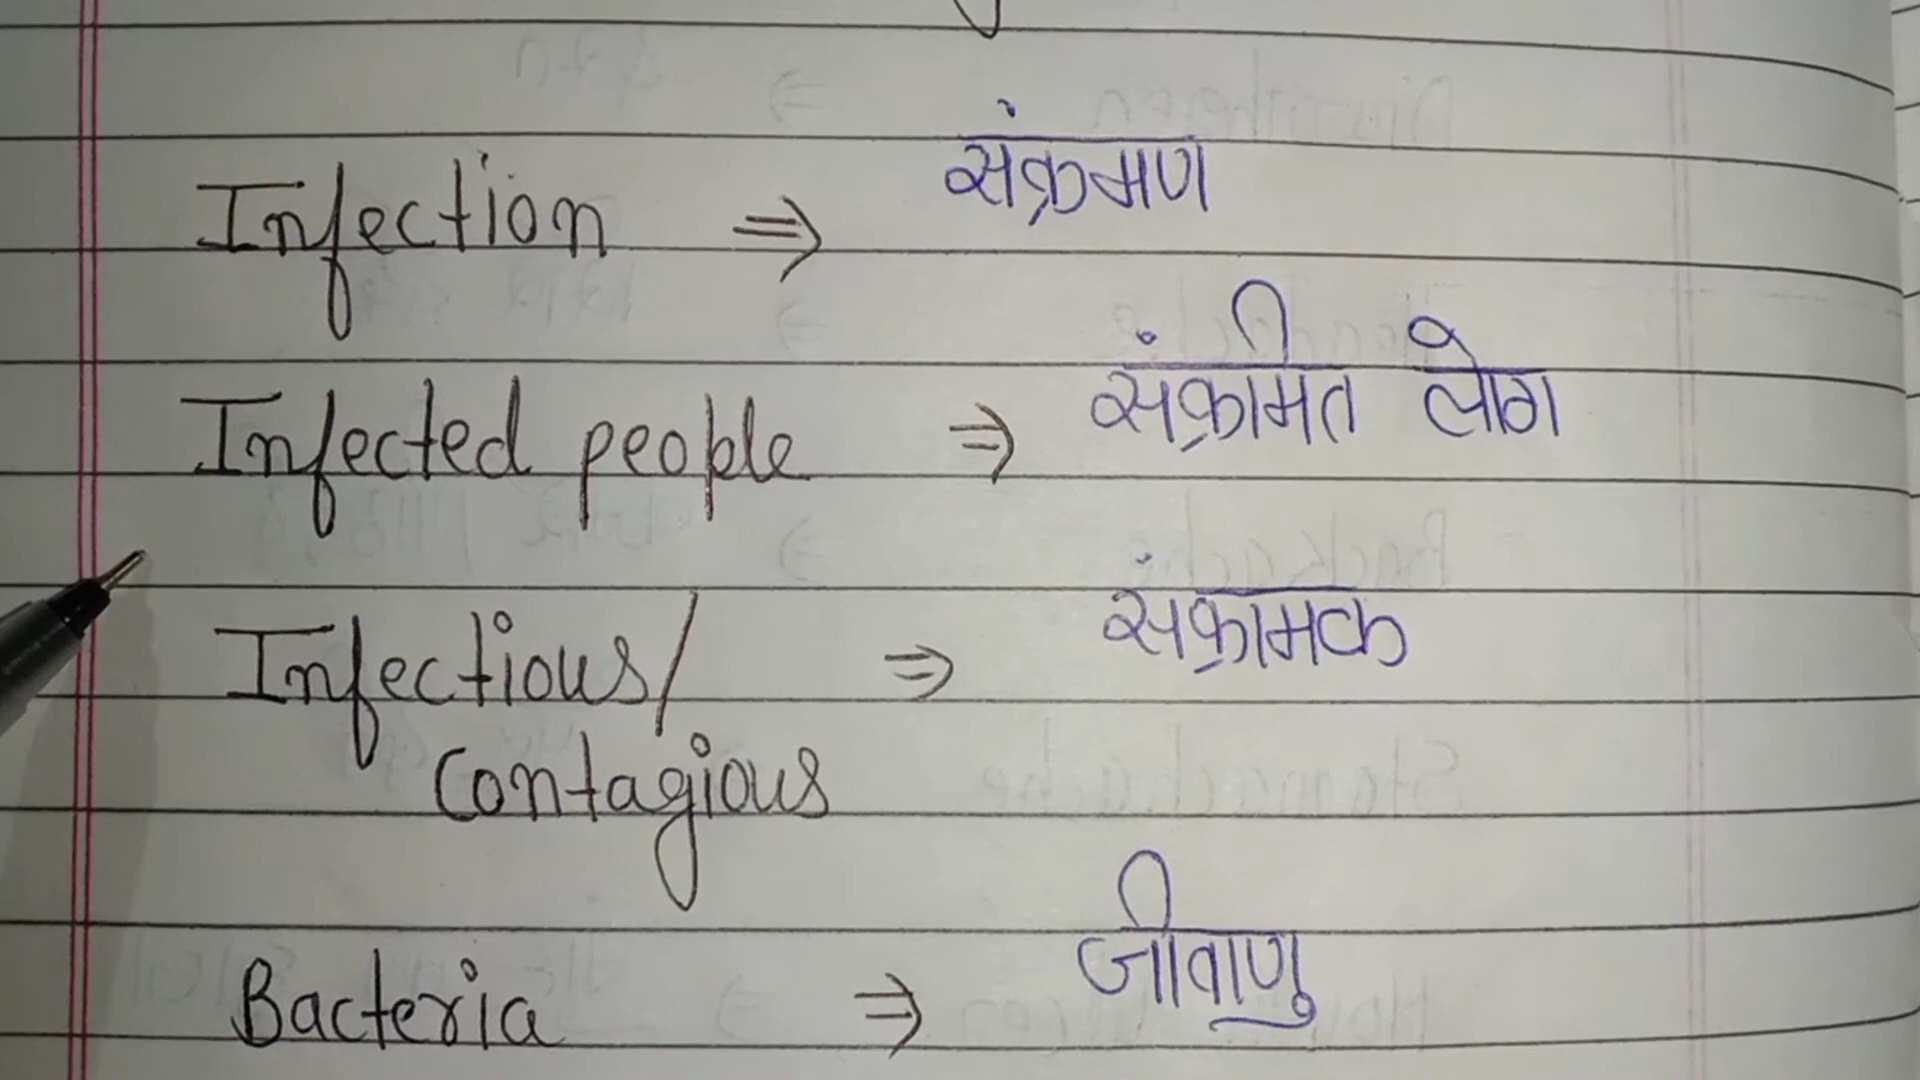 Infection ⇒ संक्रमण
Infected people ⇒ संक्रमित लोग
Infectious/ ⇒ संक्रामक
Contagious
Bacteria ⇒ जीवाणु